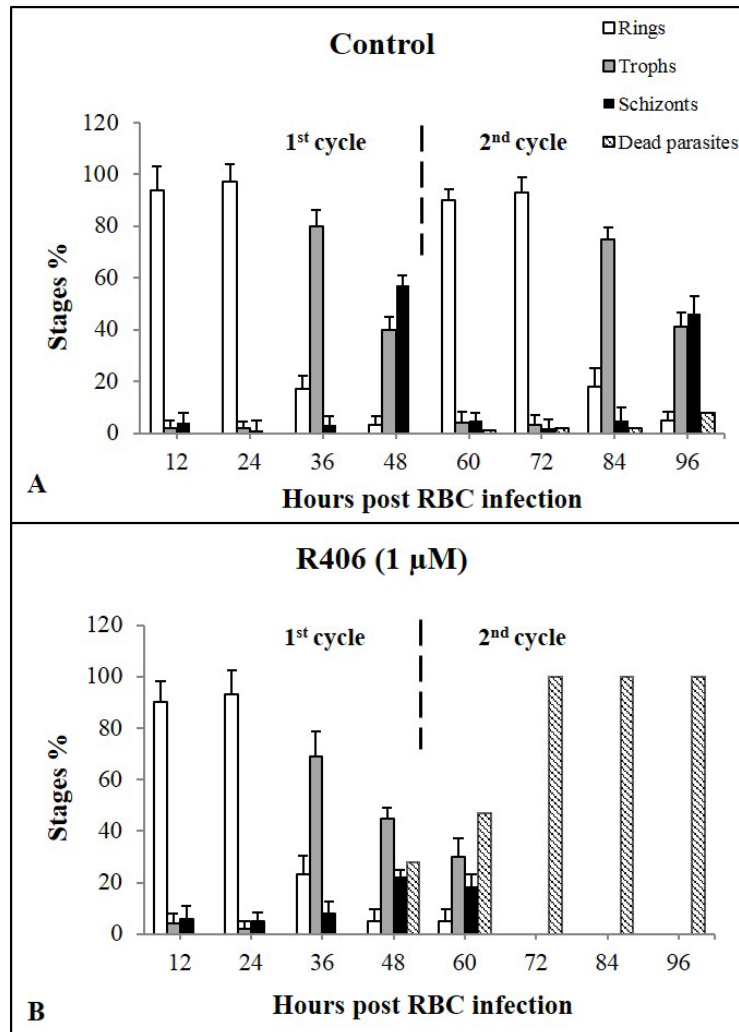 Control
Rings
Trophs
Schizonts
Dead parasites
1st cycle
2nd cycle
120
100
80
60
40
20
0
Stages %
12 24 36 48 60 72 84 96
Hours post RBC infection
A
R406 (1 µM)
1st cycle
2nd cycle
120
100
80
60
40
20
0
Stages %
12 24 36 48 60 72 84 96
Hours post RBC infection
B